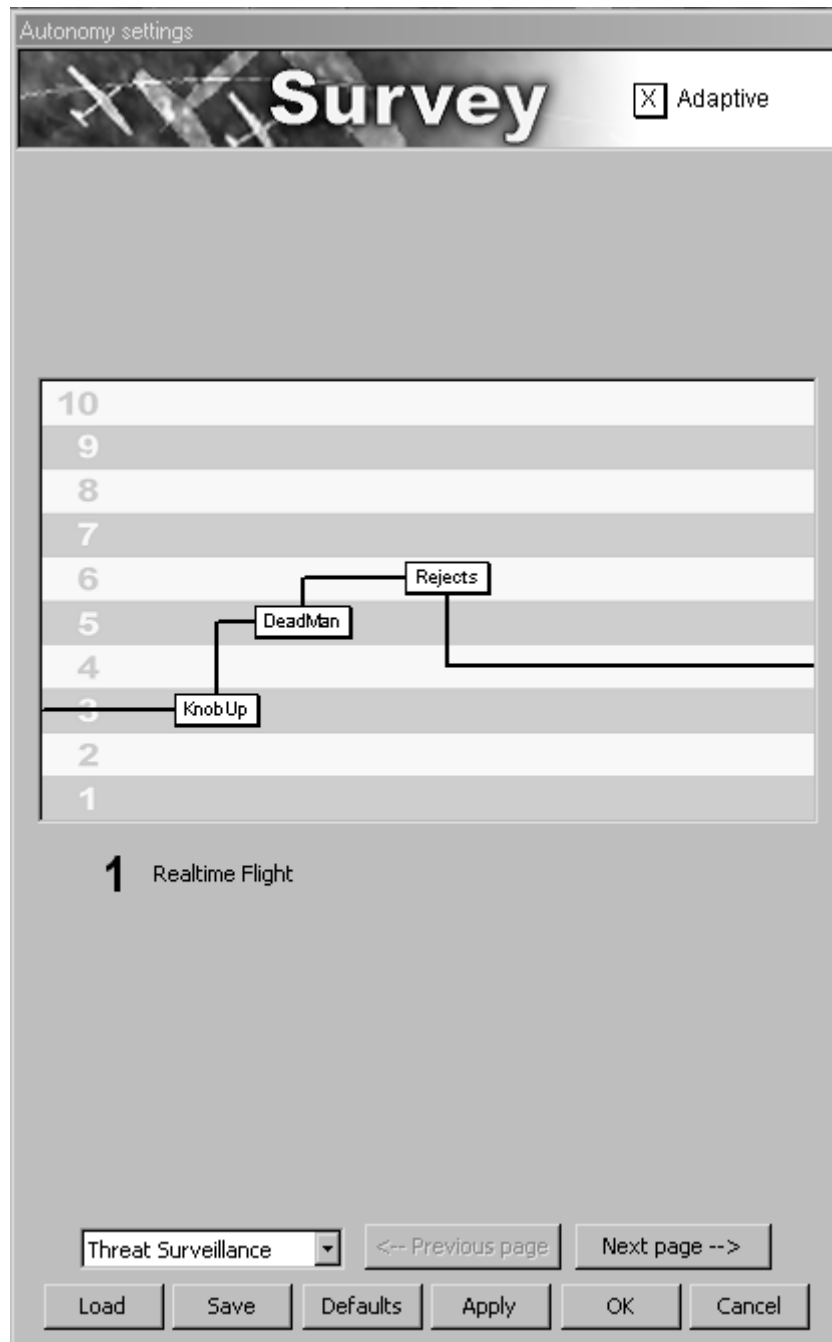 Autonomy settings
Survey
X Adaptive
10
9
8
7
6 Rejects
5 DeadMan
4
3 KnobUp
2
1
1 Realtime Flight
Threat Surveillance <-- Previous page Next page -->
Load Save Defaults Apply OK Cancel